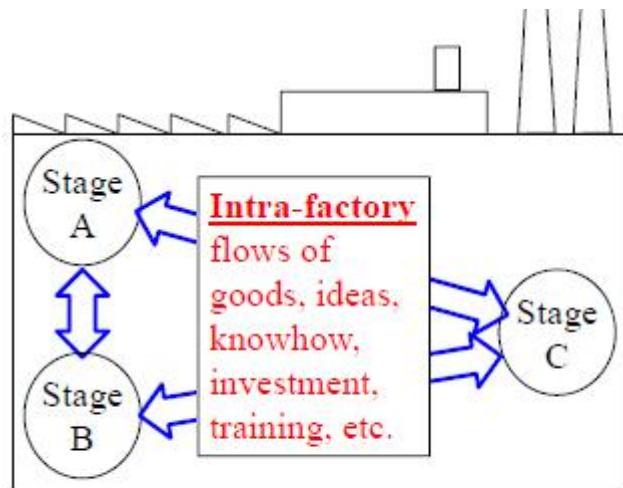 Stage
A
Intra-factory
flows of
goods, ideas,
knowhow,
investment,
training, etc.
Stage
B
Stage
C